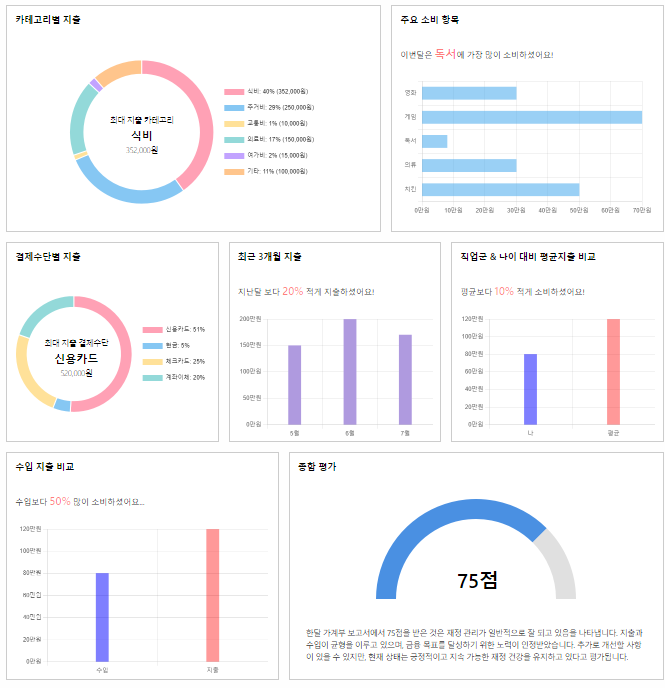 카테고리별 지출
최대 지출 카테고리
식비
352,000원
식비: 40% (352,000원)
주거비: 29% (250,000원)
교통비: 1% (10,000원)
의료비: 17% (150,000원)
여가비: 2% (15,000원)
기타: 11% (100,000원)
주요 소비 항목
이번달은 독서에 가장 많이 소비하셨어요!
영화
게임
독서
의류
치킨
0만원 10만원 20만원 30만원 40만원 50만원 60만원 70만원
결제수단별 지출
최대 지출 결제수단
신용카드
520,000원
신용카드: 51%
현금: 5%
체크카드: 25%
계좌이체: 20%
최근 3개월 지출
지난달 보다 20% 적게 지출하셨어요!
200만원
150만원
100만원
50만원
0만원
5월 6월 7월
직업군 & 나이 대비 평균지출 비교
평균보다 10% 적게 소비하셨어요!
120만원
100만원
80만원
60만원
40만원
20만원
0만원
나 평균
수입 지출 비교
수입보다 50% 많이 소비하셨어요...
120만원
100만원
80만원
60만원
40만원
20만원
0만원
수입 지출
종합 평가
75점
한달 가계부 보고서에서 75점을 받은 것은 재정 관리가 일반적으로 잘 되고 있음을 나타냅니다. 지출과
수입이 균형을 이루고 있으며, 금융 목표를 달성하기 위한 노력이 인정받았습니다. 추가로 개선할 사항
이 있을 수 있지만, 현재 상태는 긍정적이고 지속 가능한 재정 건강을 유지하고 있다고 평가됩니다.